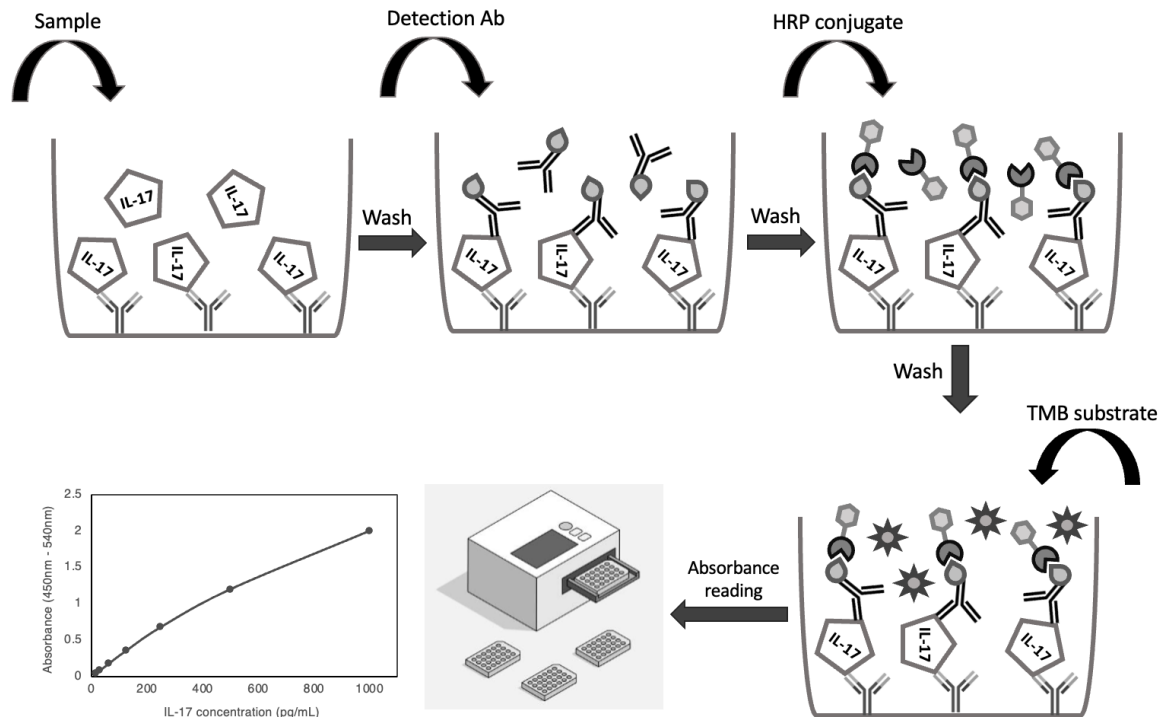 Sample
Detection Ab
HRP conjugate
IL-17
IL-17
IL-17
IL-17
IL-17
Wash
IL-17
IL-17
IL-17
Wash
IL-17
IL-17
IL-17
Wash
TMB substrate
IL-17
IL-17
IL-17
Absorbance
reading
Absorbance (450nm - 540nm)
2.5
2
1.5
1
0.5
0
0
200
400
600
800
1000
IL-17 concentration (pg/mL)